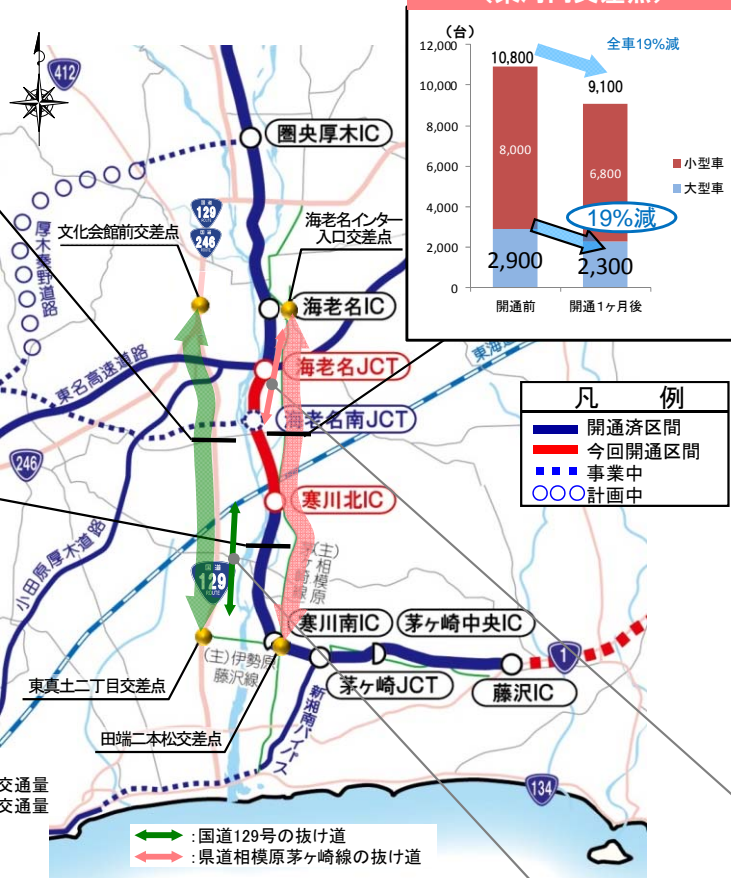 （台）
全車19%減
12,000
10,000
8,000
6,000
4,000
2,000
0
10,800
9,100
8,000
6,800
19%減
2,900
2,300
開通前
開通1ヶ月後
小型車
大型車
412
圏央厚木IC
国道
129
ROUTE
国道
246
ROUTE
文化会館前交差点
海老名インター
入口交差点
厚木秦野道路
海老名IC
東名高速道路
海老名JCT
海老名南JCT
凡 例
開通済区間
今回開通区間
事業中
計画中
246
寒川北IC
小田原厚木道路
国道
129
ROUTE
(主)相模原
茅ヶ崎線
寒川南IC
茅ヶ崎中央IC
1
(主)伊勢原
藤沢線
茅ヶ崎JCT
藤沢IC
東真土二丁目交差点
新湘南バイパス
田端二本松交差点
交通量
交通量
134
:国道129号の抜け道
:県道相模原茅ヶ崎線の抜け道